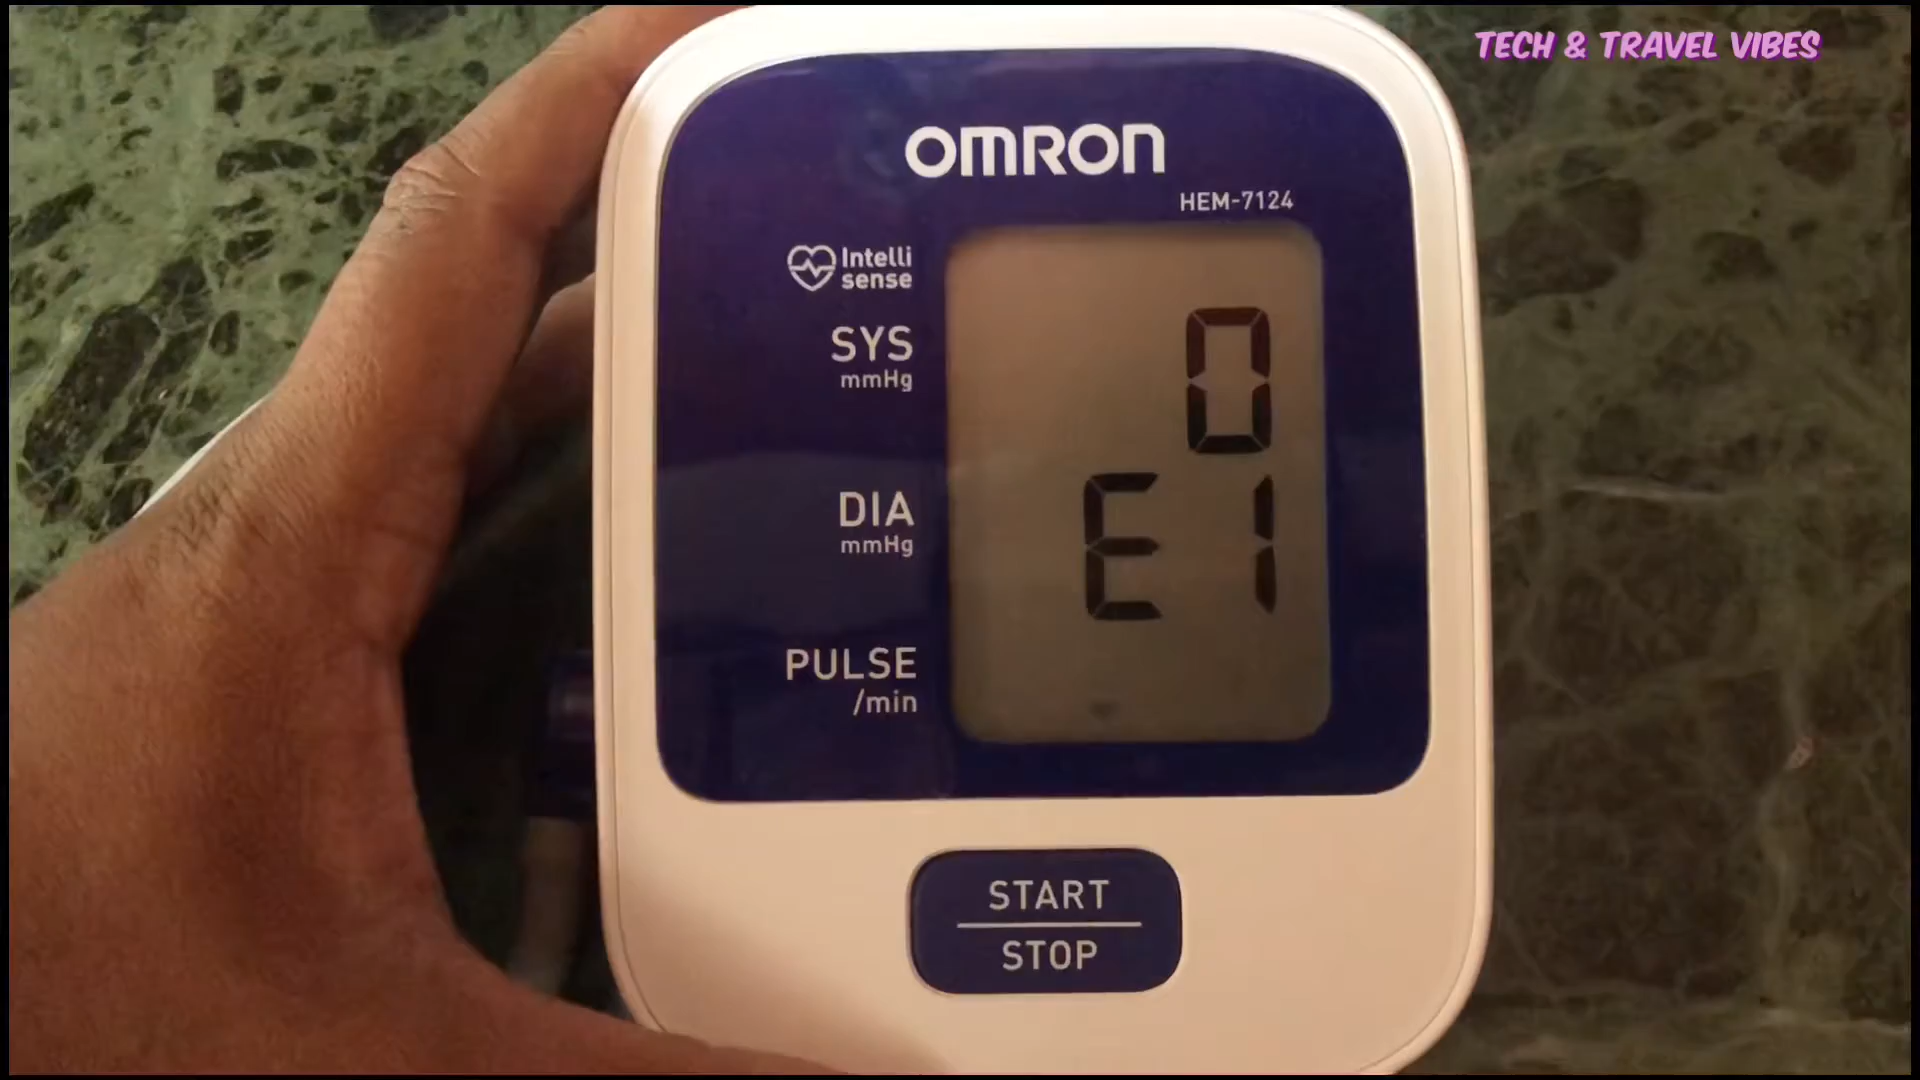 TECH & TRAVEL VIBES
OMRON
HEM-7124
Intelli
sense
SYS
mmHg
0
DIA
mmHg
E1
PULSE
/min
START
STOP